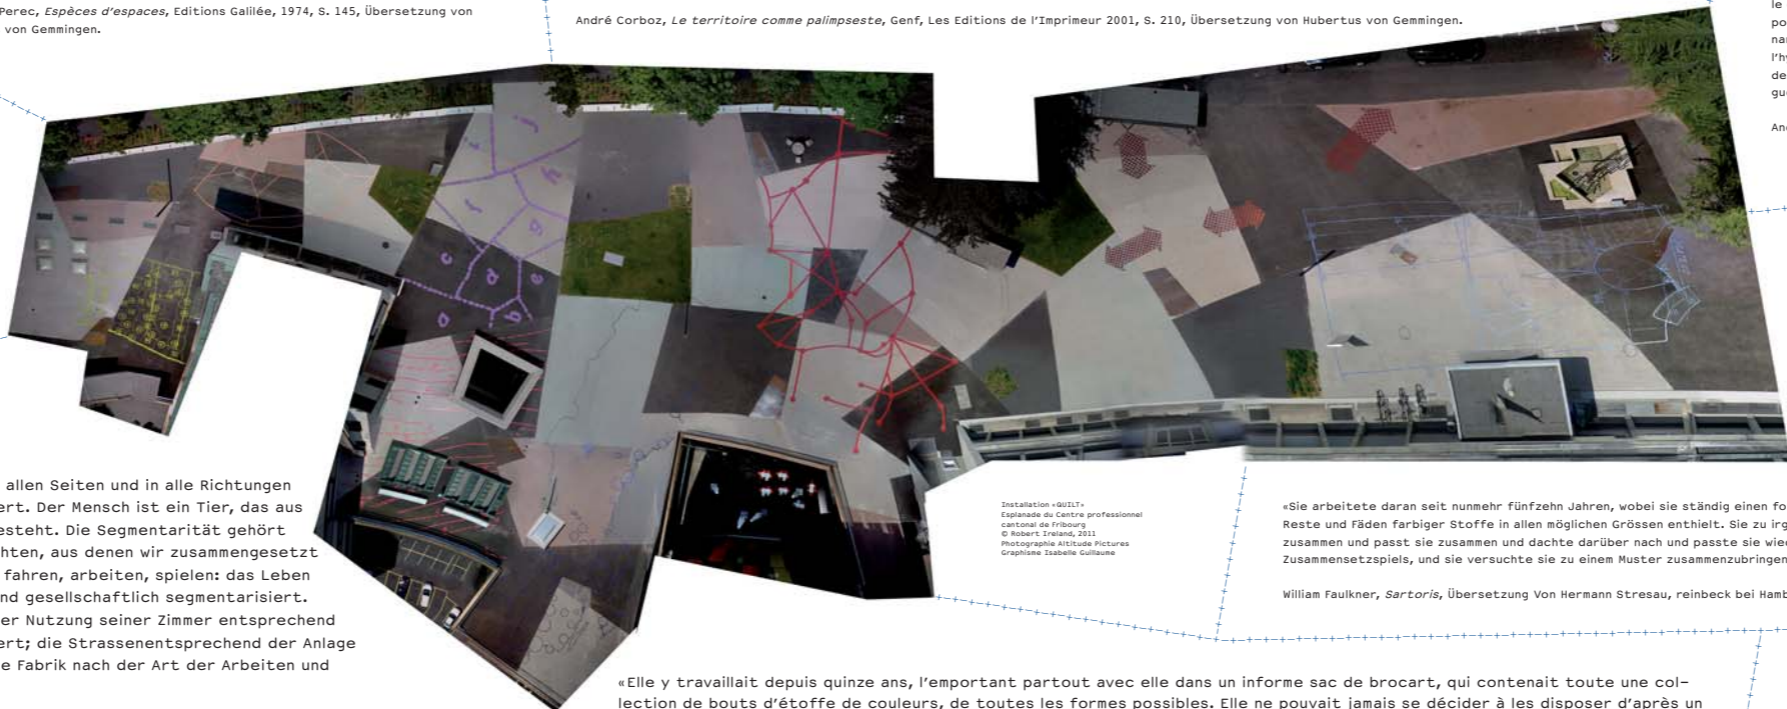 Perec, Espèces d'espaces, Editions Galilée, 1974, S. 145, Übersetzung von
von Gemmingen.
André Corboz, Le territoire comme palimpseste, Genf, Les Editions de l'Imprimeur 2001, S. 210, Übersetzung von Hubertus von Gemmingen.
le
po
nar
l'hy
de
gue
And
j
i
h
f
g
c
d
e
a
b
allen Seiten und in alle Richtungen
ert. Der Mensch ist ein Tier, das aus
esteht. Die Segmentarität gehört
hten, aus denen wir zusammengesetzt
fahren, arbeiten, spielen: das Leben
nd gesellschaftlich segmentarisiert.
er Nutzung seiner Zimmer entsprechend
ert; die Strassenentsprechend der Anlage
e Fabrik nach der Art der Arbeiten und
Installation «QUILT»
Esplanade du Centre professionnel
cantonal de Fribourg
© Robert Ireland, 2011
Photographie Altitude Pictures
Graphisme Isabelle Guillaume
«Sie arbeitete daran seit nunmehr fünfzehn Jahren, wobei sie ständig einen fo
Reste und Fäden farbiger Stoffe in allen möglichen Grössen enthielt. Sie zu irg
zusammen und passt sie zusammen und dachte darüber nach und passte sie wied
Zusammensetzspiels, und sie versuchte sie zu einem Muster zusammenzubringen
William Faulkner, Sartoris, Übersetzung Von Hermann Stresau, reinbeck bei Hamb
«Elle y travaillait depuis quinze ans, l'emportant partout avec elle dans un informe sac de brocart, qui contenait toute une col-
lection de bouts d'étoffe de couleurs, de toutes les formes possibles. Elle ne pouvait jamais se décider à les disposer d'après un